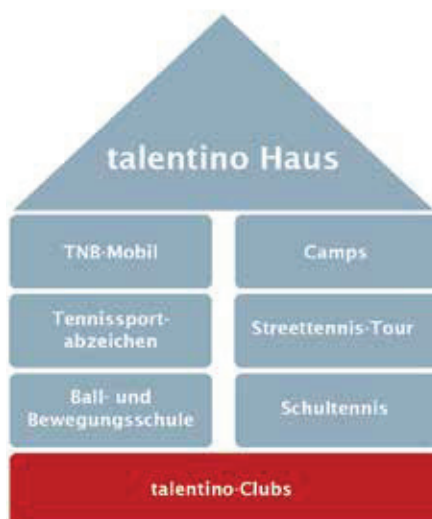 talentino Haus
TNB-Mobil
Camps
Tennissport-
abzeichen
Streettennis-Tour
Ball- und
Bewegungsschule
Schultennis
talentino-Clubs